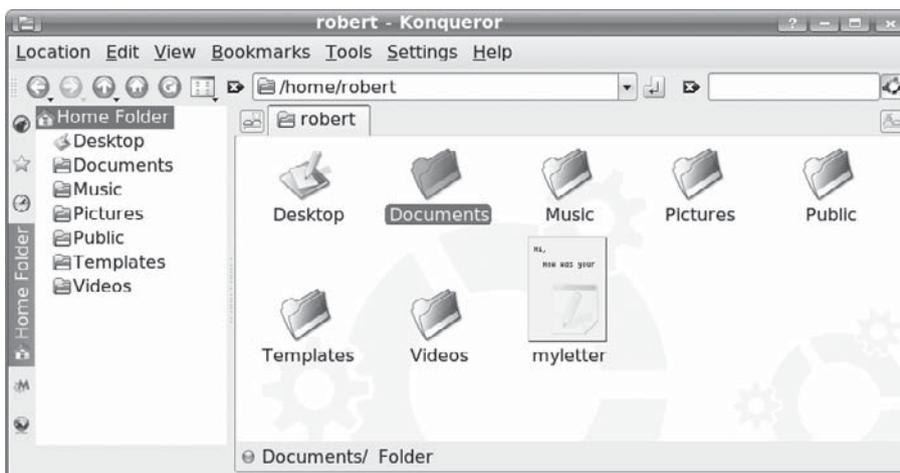 robert - Konqueror
?
Location Edit View Bookmarks Tools Settings Help
/home/robert
Home Folder
Desktop
Documents
Music
Pictures
Public
Templates
Videos
Home Folder
robert
Desktop Documents Music Pictures Public
Hi,
How was your
Templates Videos myletter
Documents/ Folder